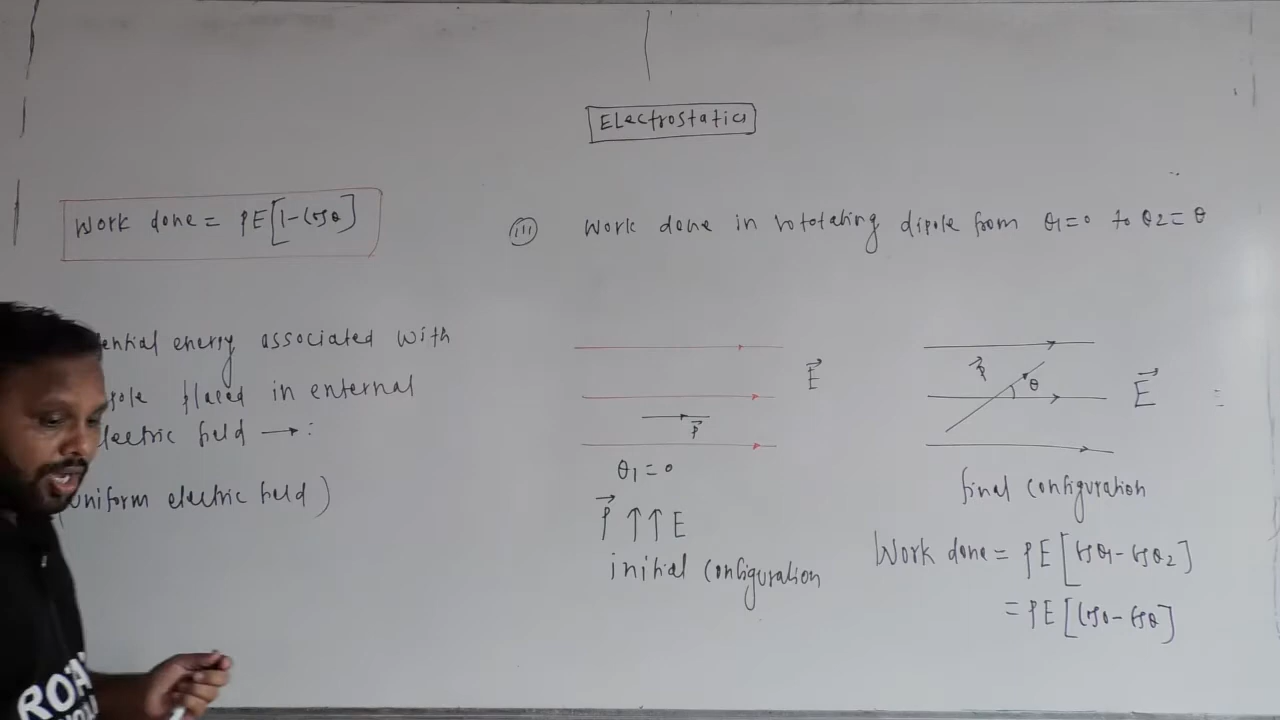 Electrostatics
Work done = PE[1-cosθ]
ential energy associated with
pole placed in enternal
lectric field → :
(uniform electric field)
(iii) Work done in rototating dipole from θ1=0 to θ2=θ
E
P
θ1=0
P ↑↑ E
initial configuration
P
θ
E
final configuration
Work done = PE[cosθ1-cosθ2]
=PE[cos0-cosθ]